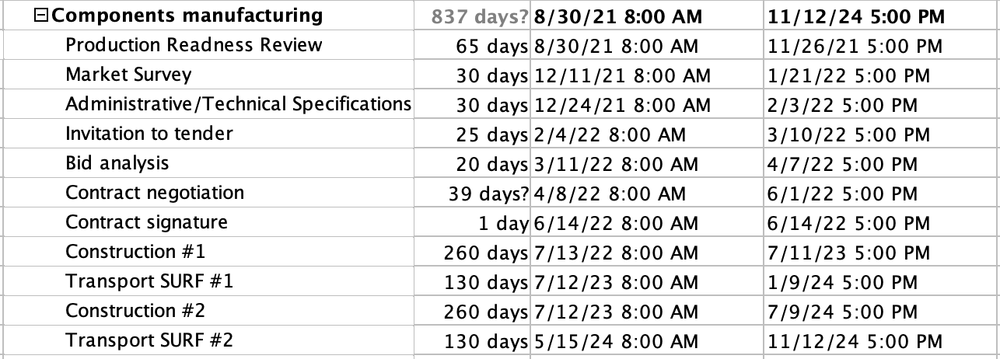 Components manufacturing 837 days? 8/30/21 8:00 AM 11/12/24 5:00 PM
Production Readness Review 65 days 8/30/21 8:00 AM 11/26/21 5:00 PM
Market Survey 30 days 12/11/21 8:00 AM 1/21/22 5:00 PM
Administrative/Technical Specifications 30 days 12/24/21 8:00 AM 2/3/22 5:00 PM
Invitation to tender 25 days 2/4/22 8:00 AM 3/10/22 5:00 PM
Bid analysis 20 days 3/11/22 8:00 AM 4/7/22 5:00 PM
Contract negotiation 39 days? 4/8/22 8:00 AM 6/1/22 5:00 PM
Contract signature 1 day 6/14/22 8:00 AM 6/14/22 5:00 PM
Construction #1 260 days 7/13/22 8:00 AM 7/11/23 5:00 PM
Transport SURF #1 130 days 7/12/23 8:00 AM 1/9/24 5:00 PM
Construction #2 260 days 7/12/23 8:00 AM 7/9/24 5:00 PM
Transport SURF #2 130 days 5/15/24 8:00 AM 11/12/24 5:00 PM